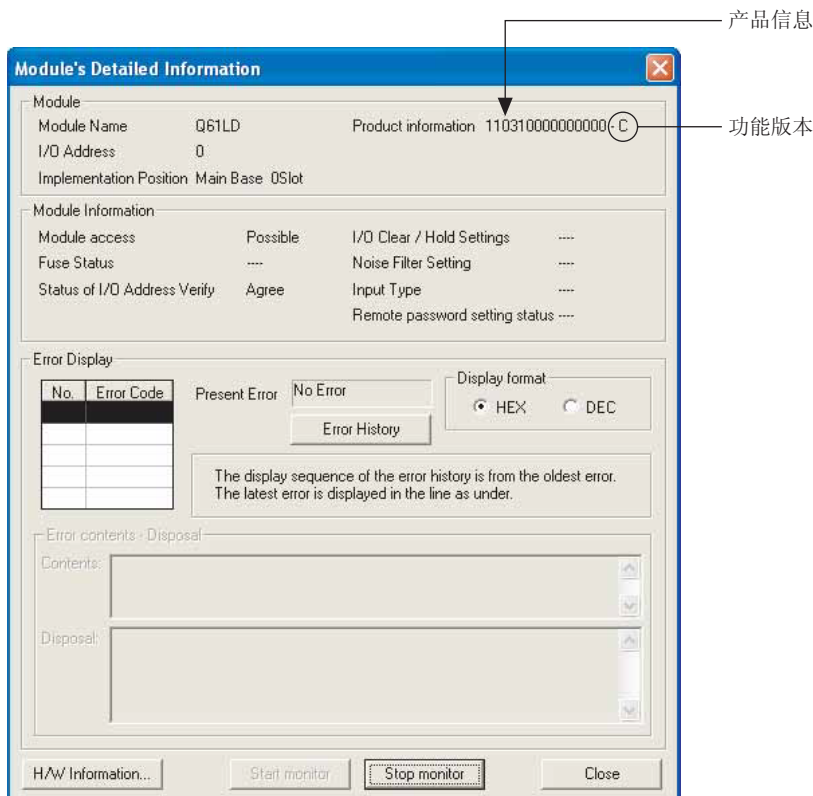 产品信息
Module's Detailed Information
Module
Module Name Q61LD Product information 110310000000000 - C
功能版本
I/O Address 0
Implementation Position Main Base 0Slot
Module Information
Module access Possible I/O Clear / Hold Settings ----
Fuse Status ---- Noise Filter Setting ----
Status of I/O Address Verify Agree Input Type ----
Remote password setting status ----
Error Display
No. Error Code Present Error No Error Display format
HEX DEC
Error History
The display sequence of the error history is from the oldest error.
The latest error is displayed in the line as under.
Error contents - Disposal
Contents:
Disposal:
H/W Information... Start monitor Stop monitor Close